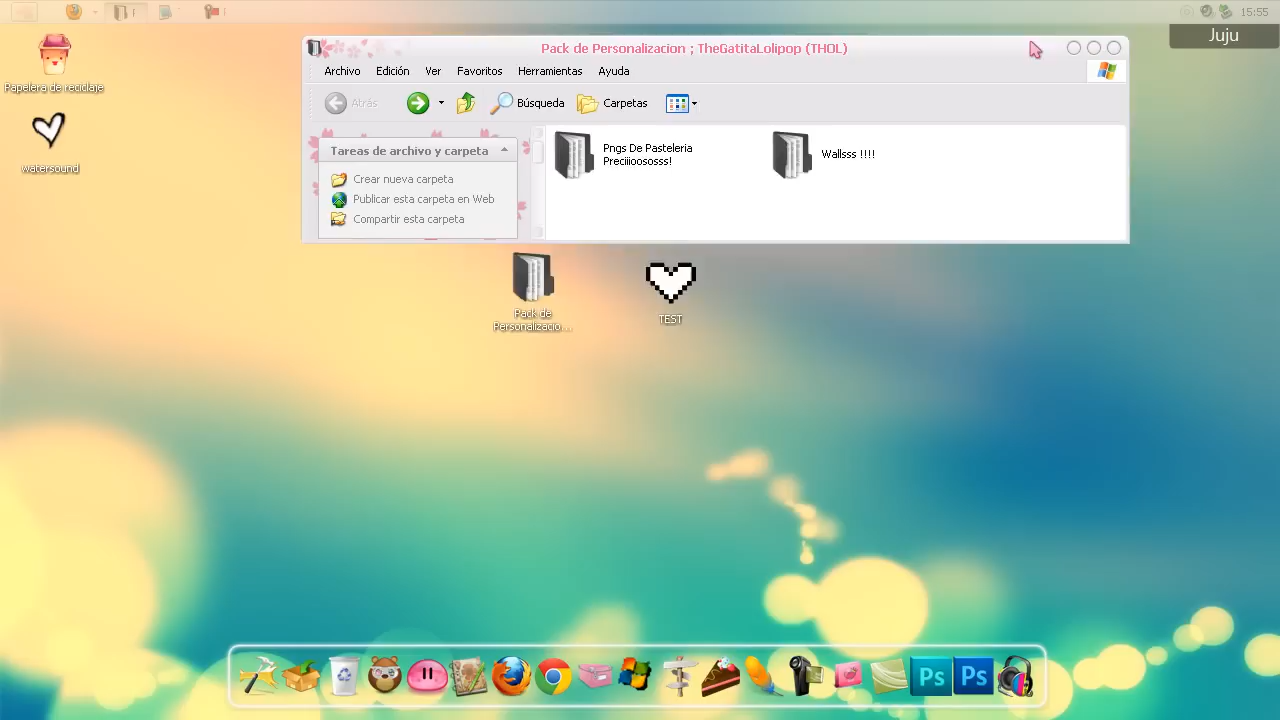 15:55
Juju
Papelera de reciclaje
watersound
Pack de Personalizacion ; TheGatitaLolipop (THOL)
Archivo Edición Ver Favoritos Herramientas Ayuda
Atrás Búsqueda Carpetas
Tareas de archivo y carpeta
Crear nueva carpeta
Publicar esta carpeta en Web
Compartir esta carpeta
Pngs De Pasteleria
Preciiioososss!
Wallsss !!!!
Pack de
Personalizacio...
TEST
Ps
Ps